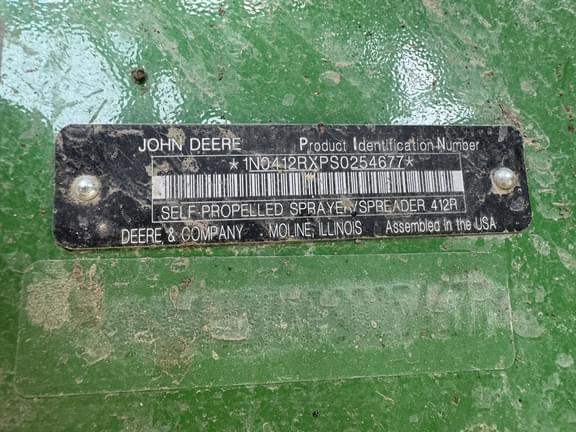 JOHN DEERE Product Identification Number
*1N0412RXPS0254677*
SELF-PROPELLED SPRAYER/SPREADER 412R
DEERE & COMPANY MOLINE, ILLINOIS Assembled in the USA